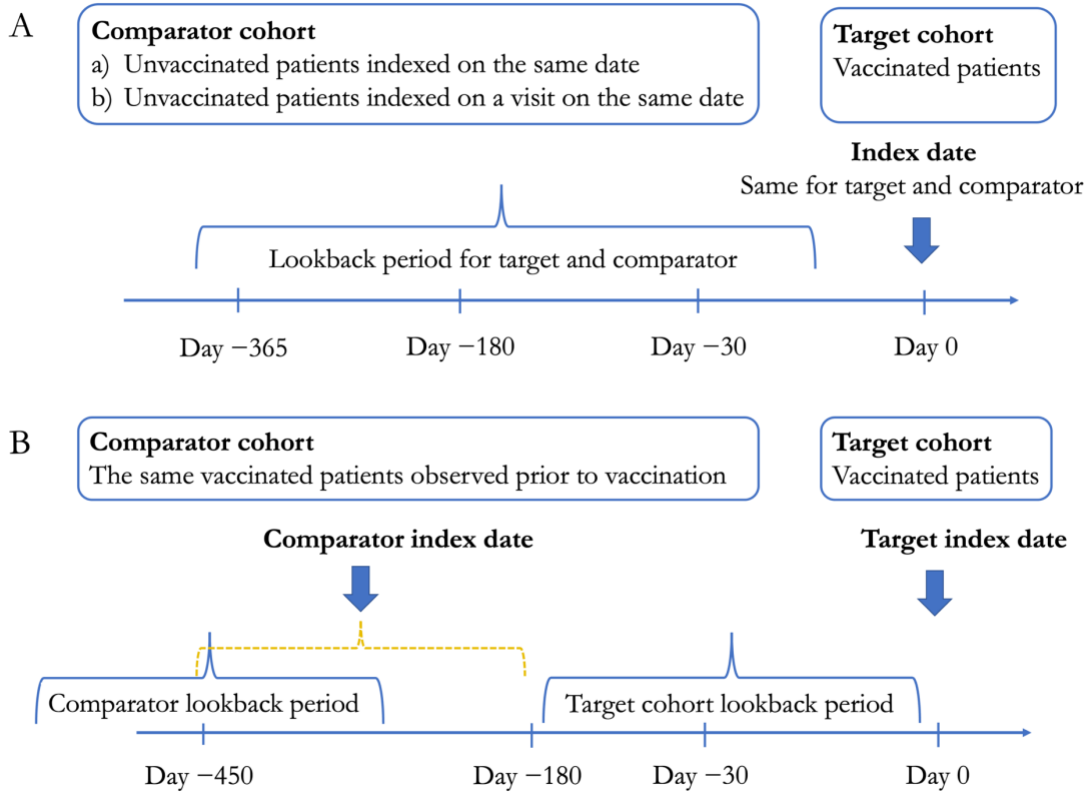 A
Comparator cohort
a) Unvaccinated patients indexed on the same date
b) Unvaccinated patients indexed on a visit on the same date
Target cohort
Vaccinated patients
Index date
Same for target and comparator
Lookback period for target and comparator
Day −365
Day −180
Day −30
Day 0
B
Comparator cohort
The same vaccinated patients observed prior to vaccination
Target cohort
Vaccinated patients
Comparator index date
Target index date
Comparator lookback period
Target cohort lookback period
Day −450
Day −180
Day −30
Day 0